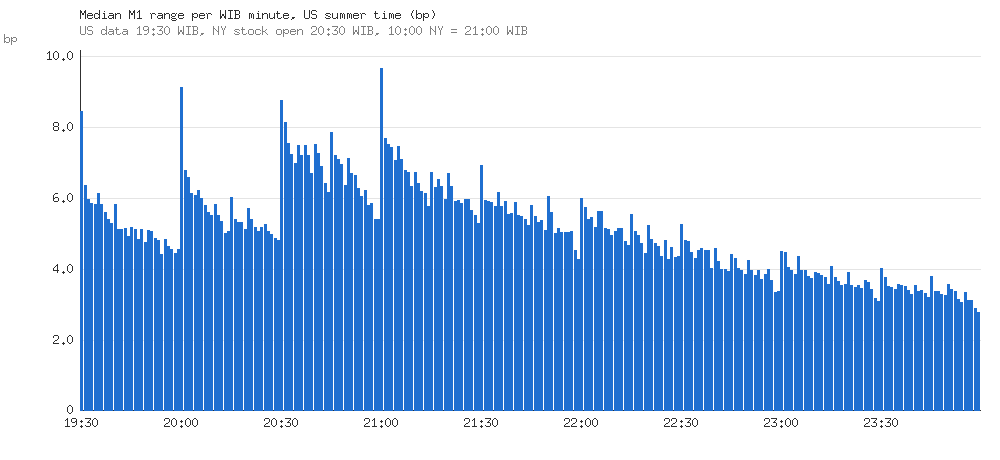 Median M1 range per WIB minute, US summer time (bp)
US data 19:30 WIB, NY stock open 20:30 WIB, 10:00 NY = 21:00 WIB
bp
10.0
8.0
6.0
4.0
2.0
0
19:30 20:00 20:30 21:00 21:30 22:00 22:30 23:00 23:30